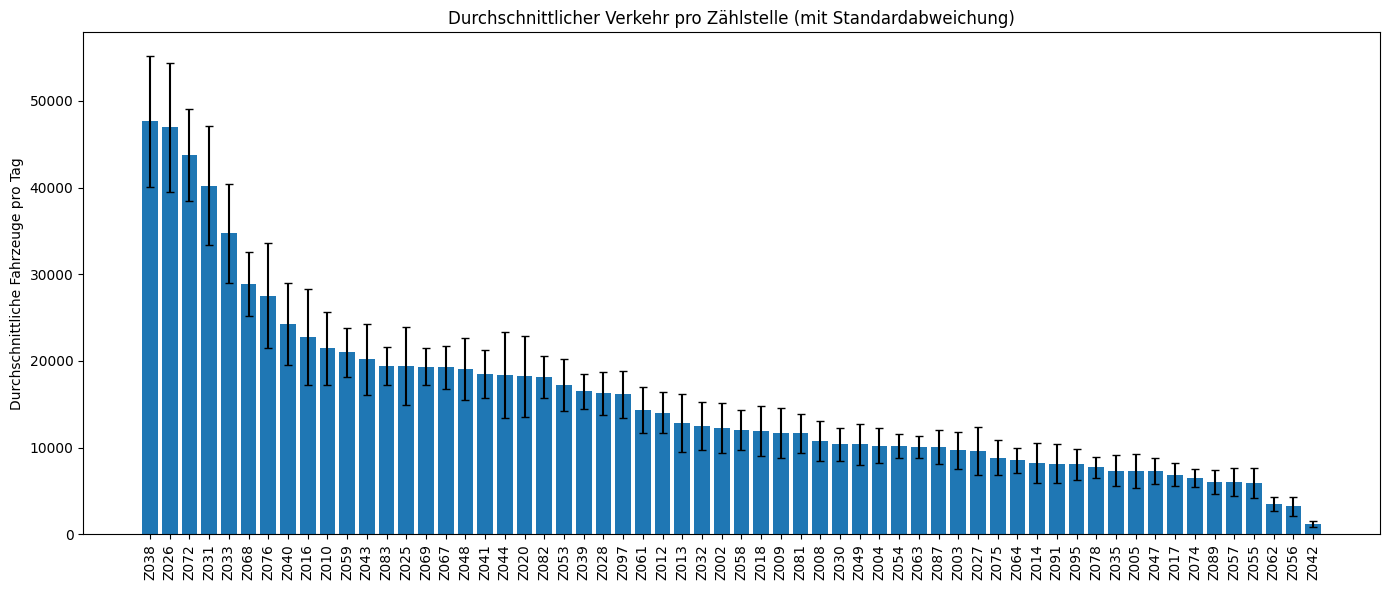 Durchschnittlicher Verkehr pro Zählstelle (mit Standardabweichung)
Durchschnittliche Fahrzeuge pro Tag
50000
40000
30000
20000
10000
0
Z038 Z026 Z072 Z031 Z033 Z068 Z076 Z040 Z016 Z010 Z059 Z043 Z083 Z025 Z069 Z067 Z048 Z041 Z044 Z020 Z082 Z053 Z039 Z028 Z097 Z061 Z012 Z013 Z032 Z002 Z058 Z018 Z009 Z081 Z008 Z030 Z049 Z004 Z054 Z063 Z087 Z003 Z027 Z075 Z064 Z014 Z091 Z095 Z078 Z035 Z005 Z047 Z017 Z074 Z089 Z057 Z055 Z062 Z056 Z042